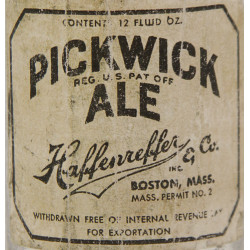 CONTENTS 12 FLUID OZ.
PICKWICK
REG. U.S. PAT OFF
ALE
Haffenreffer & Co.
INC.
BOSTON, MASS.
MASS. PERMIT NO. 2
WITHDRAWN FREE OF INTERNAL REVENUE
FOR EXPORTATION